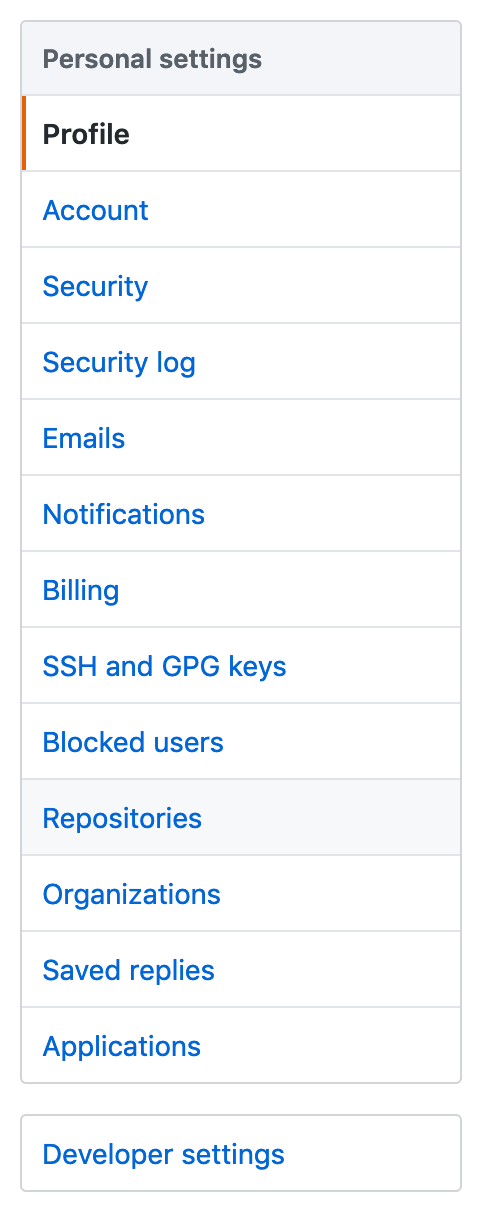 Personal settings
Profile
Account
Security
Security log
Emails
Notifications
Billing
SSH and GPG keys
Blocked users
Repositories
Organizations
Saved replies
Applications
Developer settings